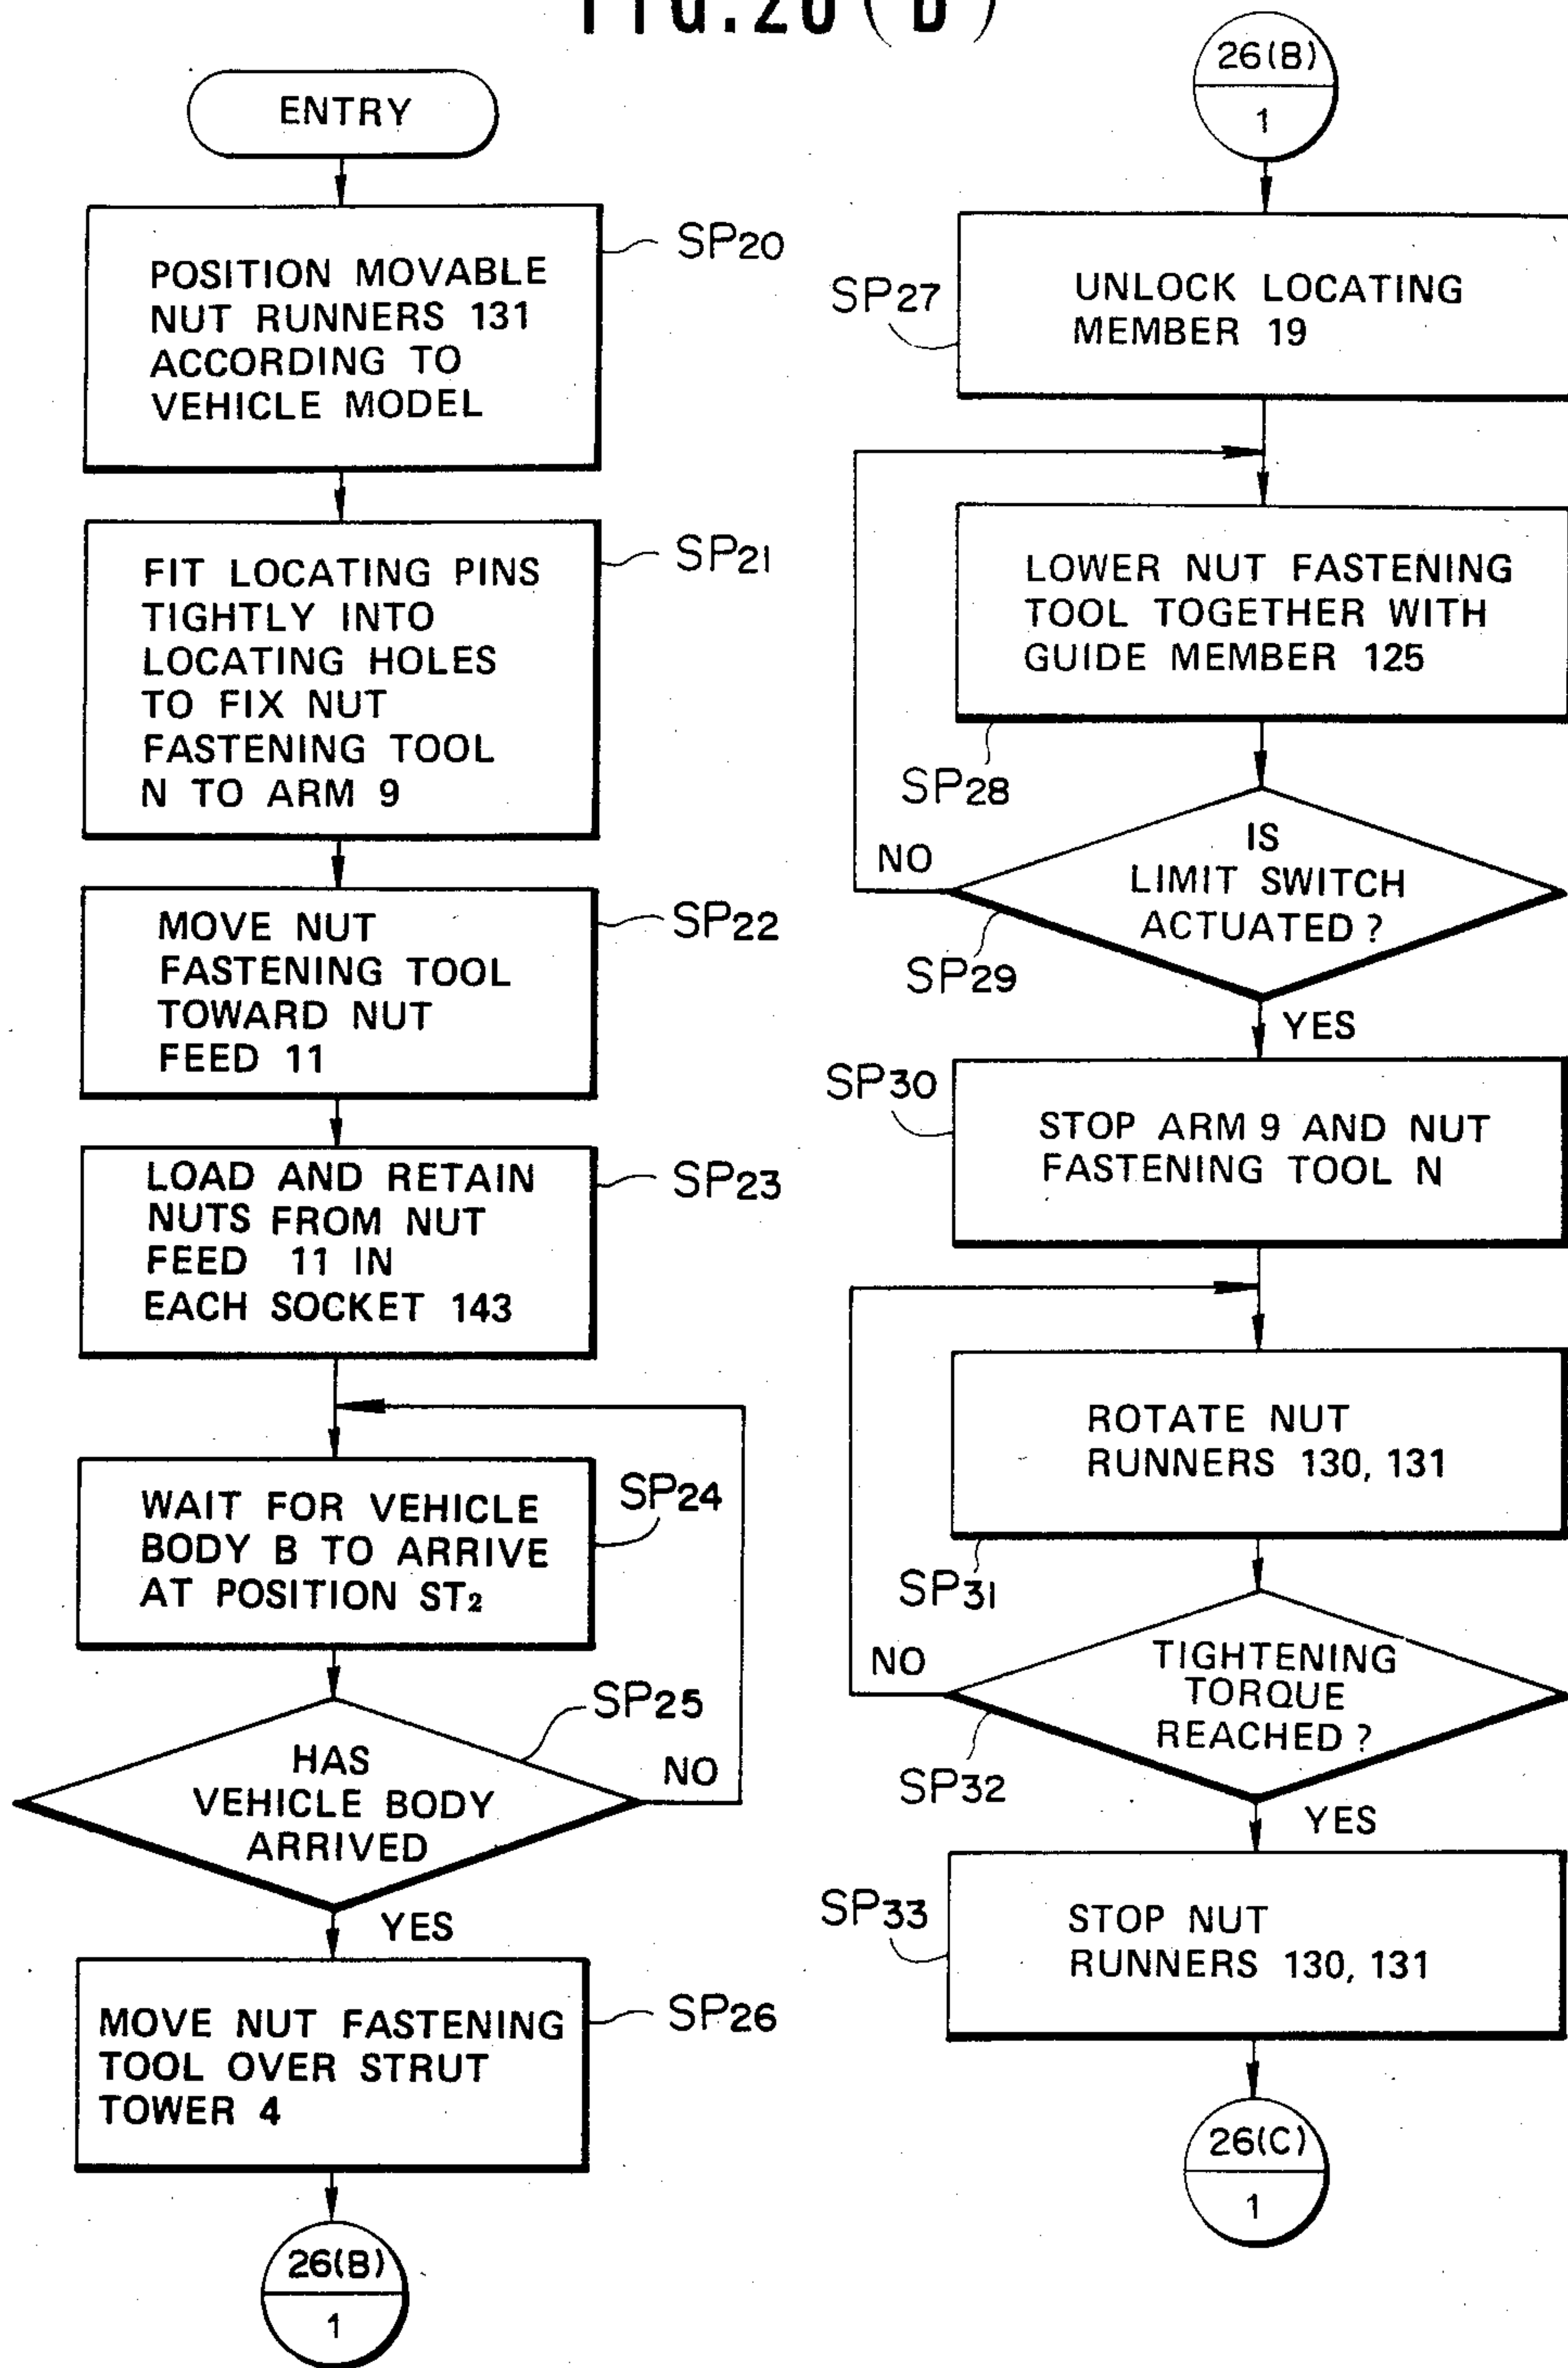 FIG.26(B)
ENTRY
POSITION MOVABLE
NUT RUNNERS 131
ACCORDING TO
VEHICLE MODEL
SP20
FIT LOCATING PINS
TIGHTLY INTO
LOCATING HOLES
TO FIX NUT
FASTENING TOOL
N TO ARM 9
SP21
MOVE NUT
FASTENING TOOL
TOWARD NUT
FEED 11
SP22
LOAD AND RETAIN
NUTS FROM NUT
FEED 11 IN
EACH SOCKET 143
SP23
WAIT FOR VEHICLE
BODY B TO ARRIVE
AT POSITION ST2
SP24
HAS
VEHICLE BODY
ARRIVED
SP25
NO
YES
MOVE NUT FASTENING
TOOL OVER STRUT
TOWER 4
SP26
26(B)
1
26(B)
1
UNLOCK LOCATING
MEMBER 19
SP27
LOWER NUT FASTENING
TOOL TOGETHER WITH
GUIDE MEMBER 125
SP28
IS
LIMIT SWITCH
ACTUATED ?
NO
SP29
YES
SP30
STOP ARM 9 AND NUT
FASTENING TOOL N
ROTATE NUT
RUNNERS 130, 131
SP31
TIGHTENING
TORQUE
REACHED ?
NO
SP32
YES
SP33
STOP NUT
RUNNERS 130, 131
26(C)
1